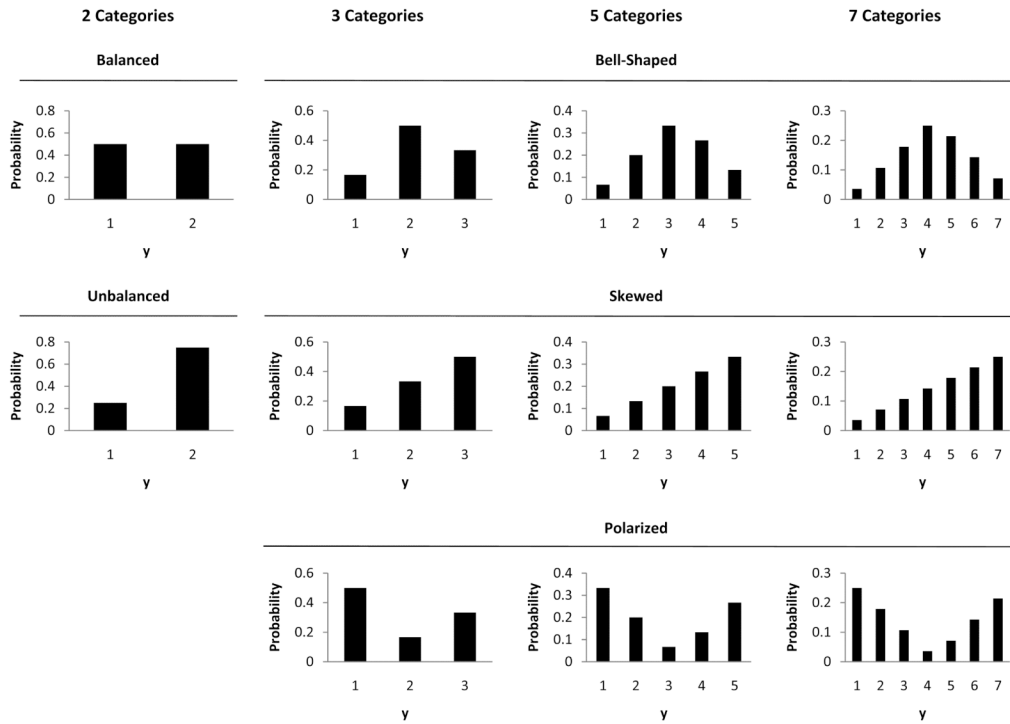 2 Categories 3 Categories 5 Categories 7 Categories
Balanced Bell-Shaped
Probability
0.8
0.6
0.4
0.2
0
1 2
y
Probability
0.6
0.4
0.2
0
1 2 3
y
Probability
0.4
0.3
0.2
0.1
0
1 2 3 4 5
y
Probability
0.3
0.2
0.1
0
1 2 3 4 5 6 7
y
Unbalanced Skewed
Probability
0.8
0.6
0.4
0.2
0
1 2
y
Probability
0.6
0.4
0.2
0
1 2 3
y
Probability
0.4
0.3
0.2
0.1
0
1 2 3 4 5
y
Probability
0.3
0.2
0.1
0
1 2 3 4 5 6 7
y
Polarized
Probability
0.6
0.4
0.2
0
1 2 3
y
Probability
0.4
0.3
0.2
0.1
0
1 2 3 4 5
y
Probability
0.3
0.2
0.1
0
1 2 3 4 5 6 7
y